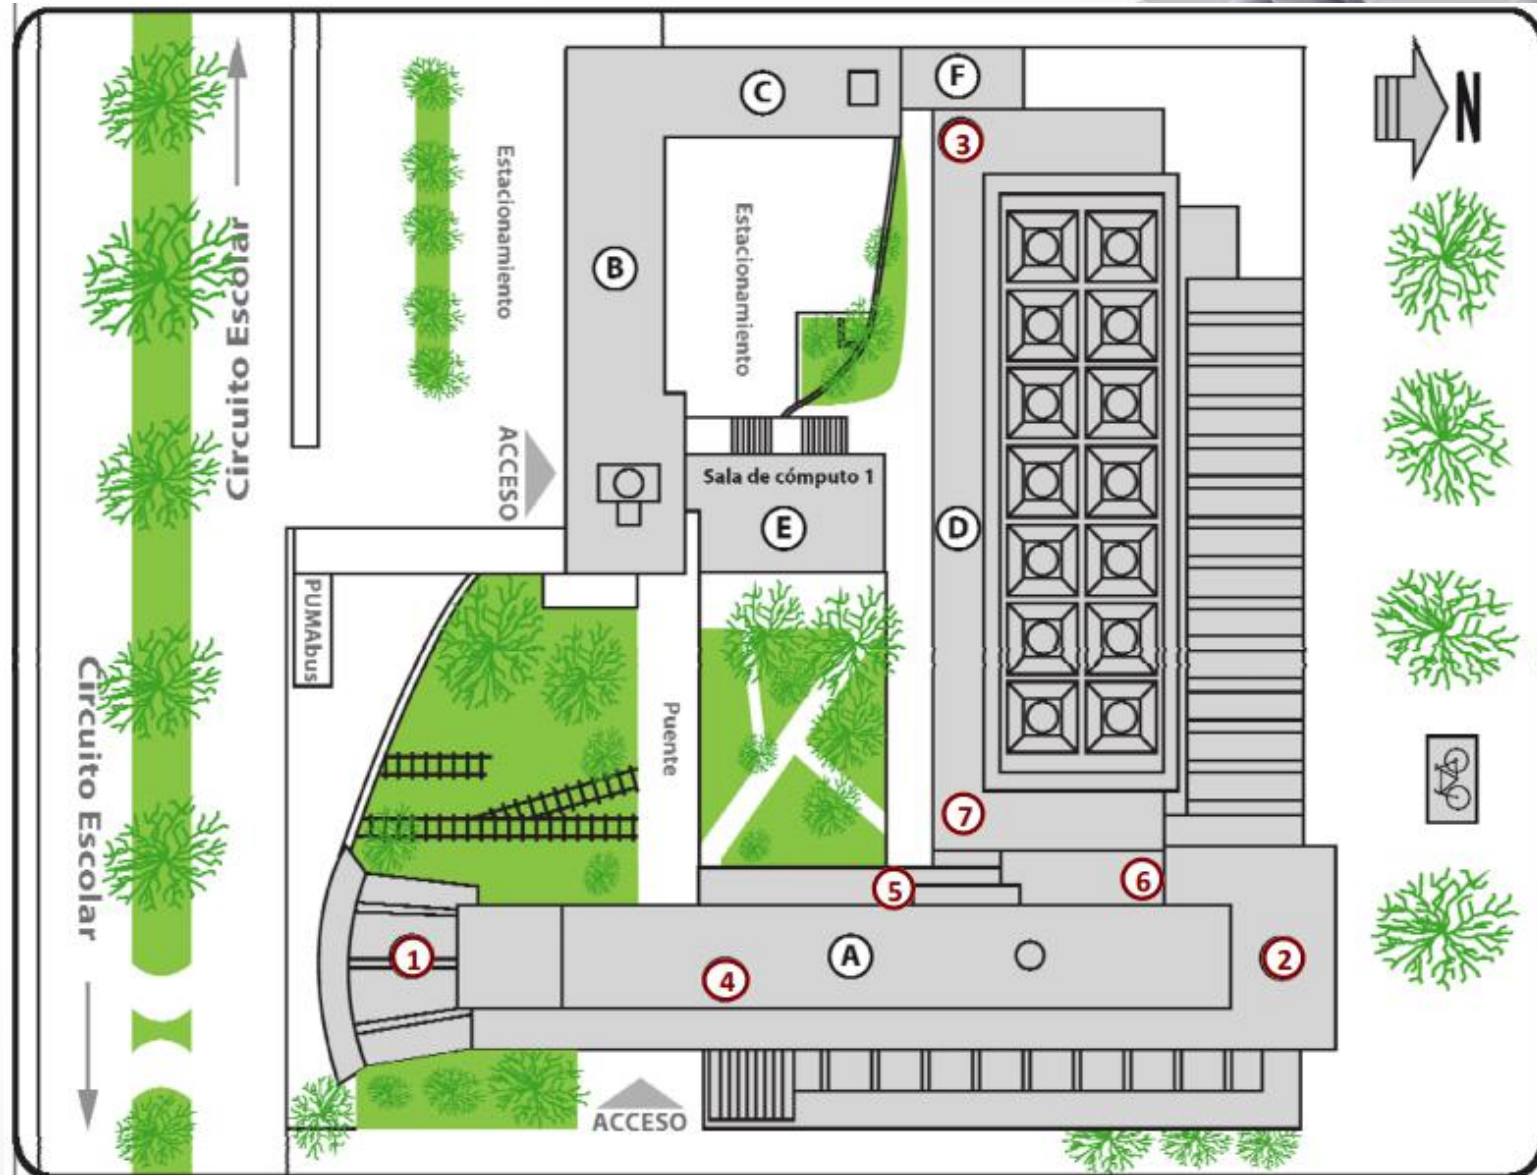 C
F
N
3
Circuito Escolar
Estacionamiento
Estacionamiento
B
ACCESO
Sala de cómputo 1
E
D
PUMAbus
Puente
Circuito Escolar
7
5
6
1
4
A
2
ACCESO